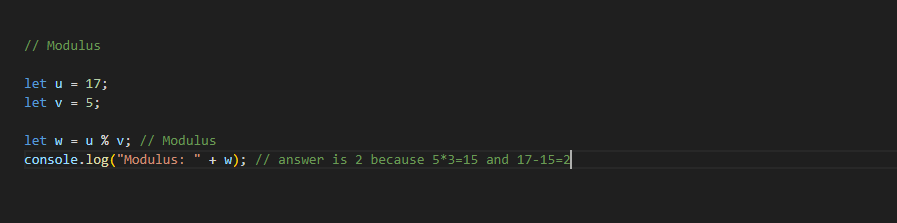 // Modulus
let u = 17;
let v = 5;
let w = u % v; // Modulus
console.log("Modulus: " + w); // answer is 2 because 5*3=15 and 17-15=2